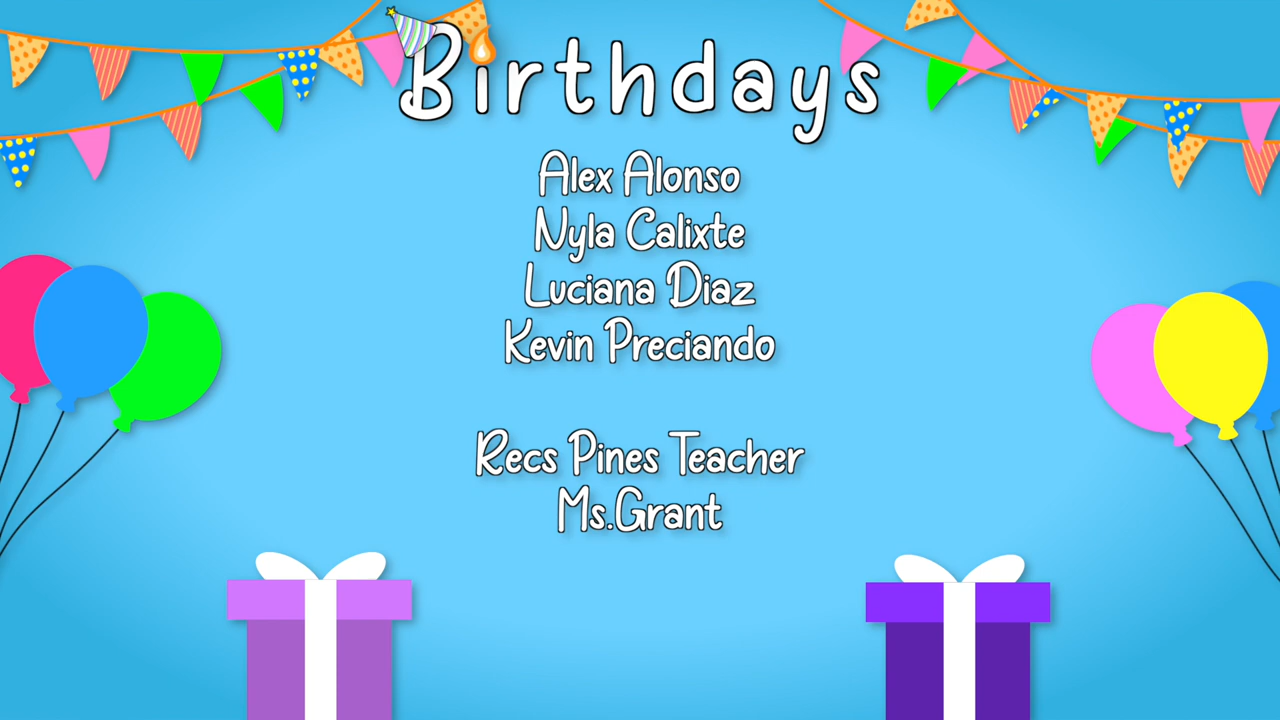 Birthdays
Alex Alonso
Nyla Calixte
Luciana Diaz
Kevin Preciando
Recs Pines Teacher
Ms.Grant